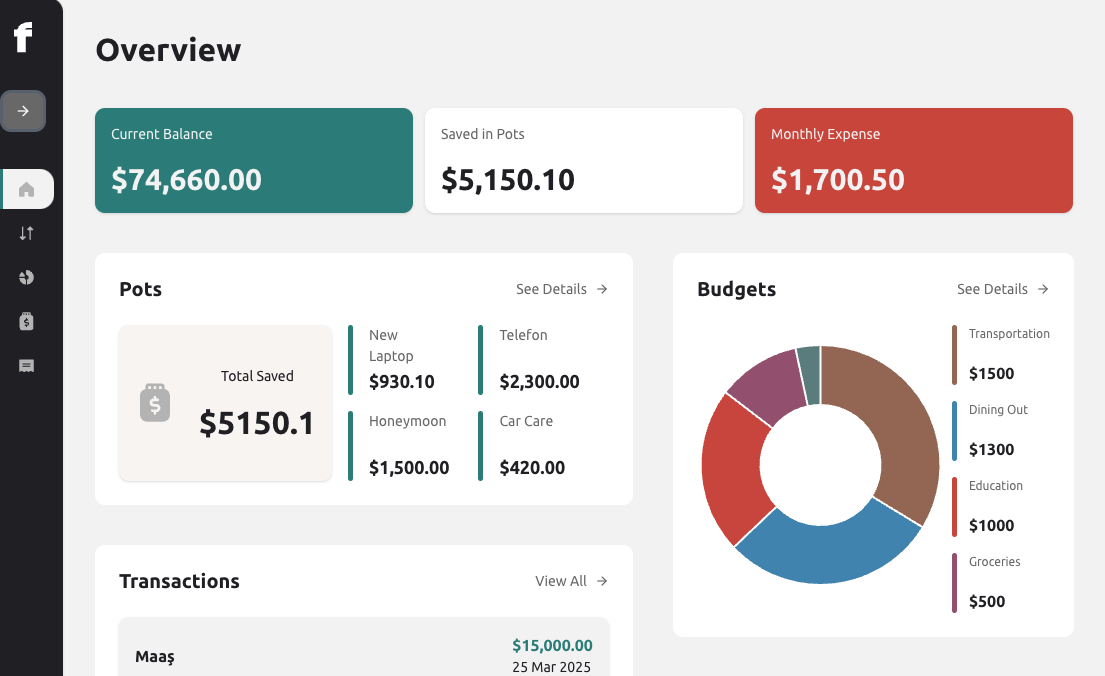 f
Overview
Current Balance
$74,660.00
Saved in Pots
$5,150.10
Monthly Expense
$1,700.50
Pots
See Details
Total Saved
$5150.1
New
Laptop
$930.10
Telefon
$2,300.00
Honeymoon
$1,500.00
Car Care
$420.00
Budgets
See Details
Transportation
$1500
Dining Out
$1300
Education
$1000
Groceries
$500
Transactions
View All
Maaş
$15,000.00
25 Mar 2025